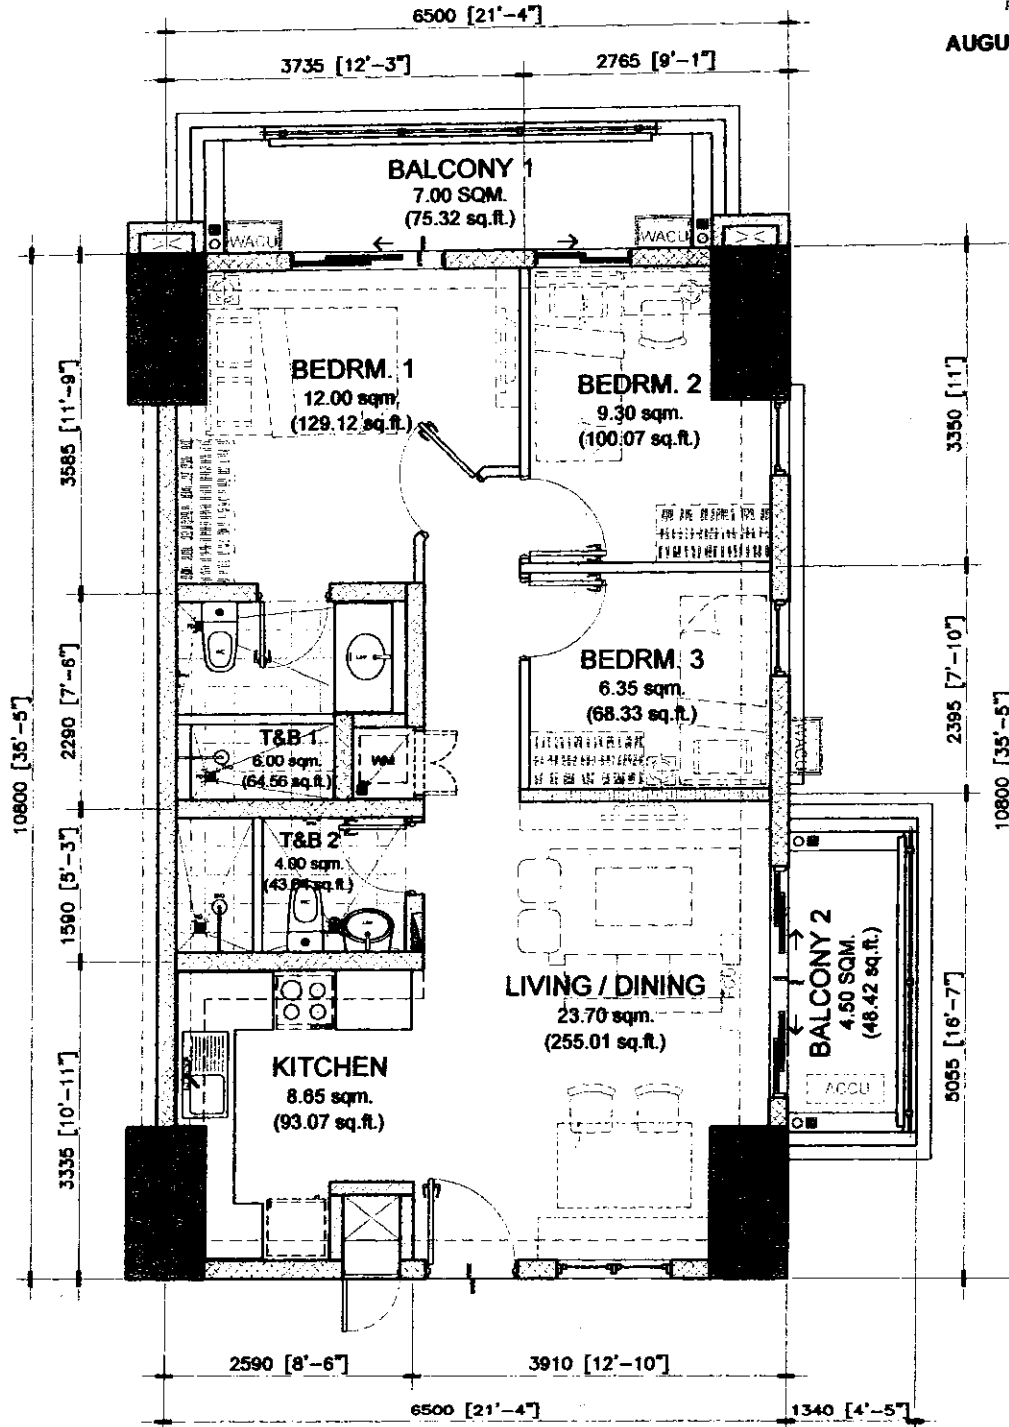 6500 [21'-4"]
AUGU
3735 [12'-3"]
2765 [9'-1"]
BALCONY 1
7.00 SQM.
(75.32 sq.ft.)
WACU
WACU
BEDRM. 1
12.00 sqm.
(129.12 sq.ft.)
BEDRM. 2
9.30 sqm.
(100.07 sq.ft.)
3585 [11'-9"]
3350 [11']
BEDRM. 3
6.35 sqm.
(68.33 sq.ft.)
2290 [7'-6"]
2395 [7'-10"]
10800 [35'-5"]
10800 [35'-5"]
T&B 1
6.00 sqm.
(64.56 sq.ft.)
WM
WACU
T&B 2
4.00 sqm.
(43.04 sq.ft.)
1590 [5'-3"]
LIVING / DINING
23.70 sqm.
(255.01 sq.ft.)
BALCONY 2
4.50 SQM.
(48.42 sq.ft.)
ACCU
KITCHEN
8.65 sqm.
(93.07 sq.ft.)
3335 [10'-11"]
5055 [16'-7"]
2590 [8'-6"]
3910 [12'-10"]
6500 [21'-4"]
1340 [4'-5"]